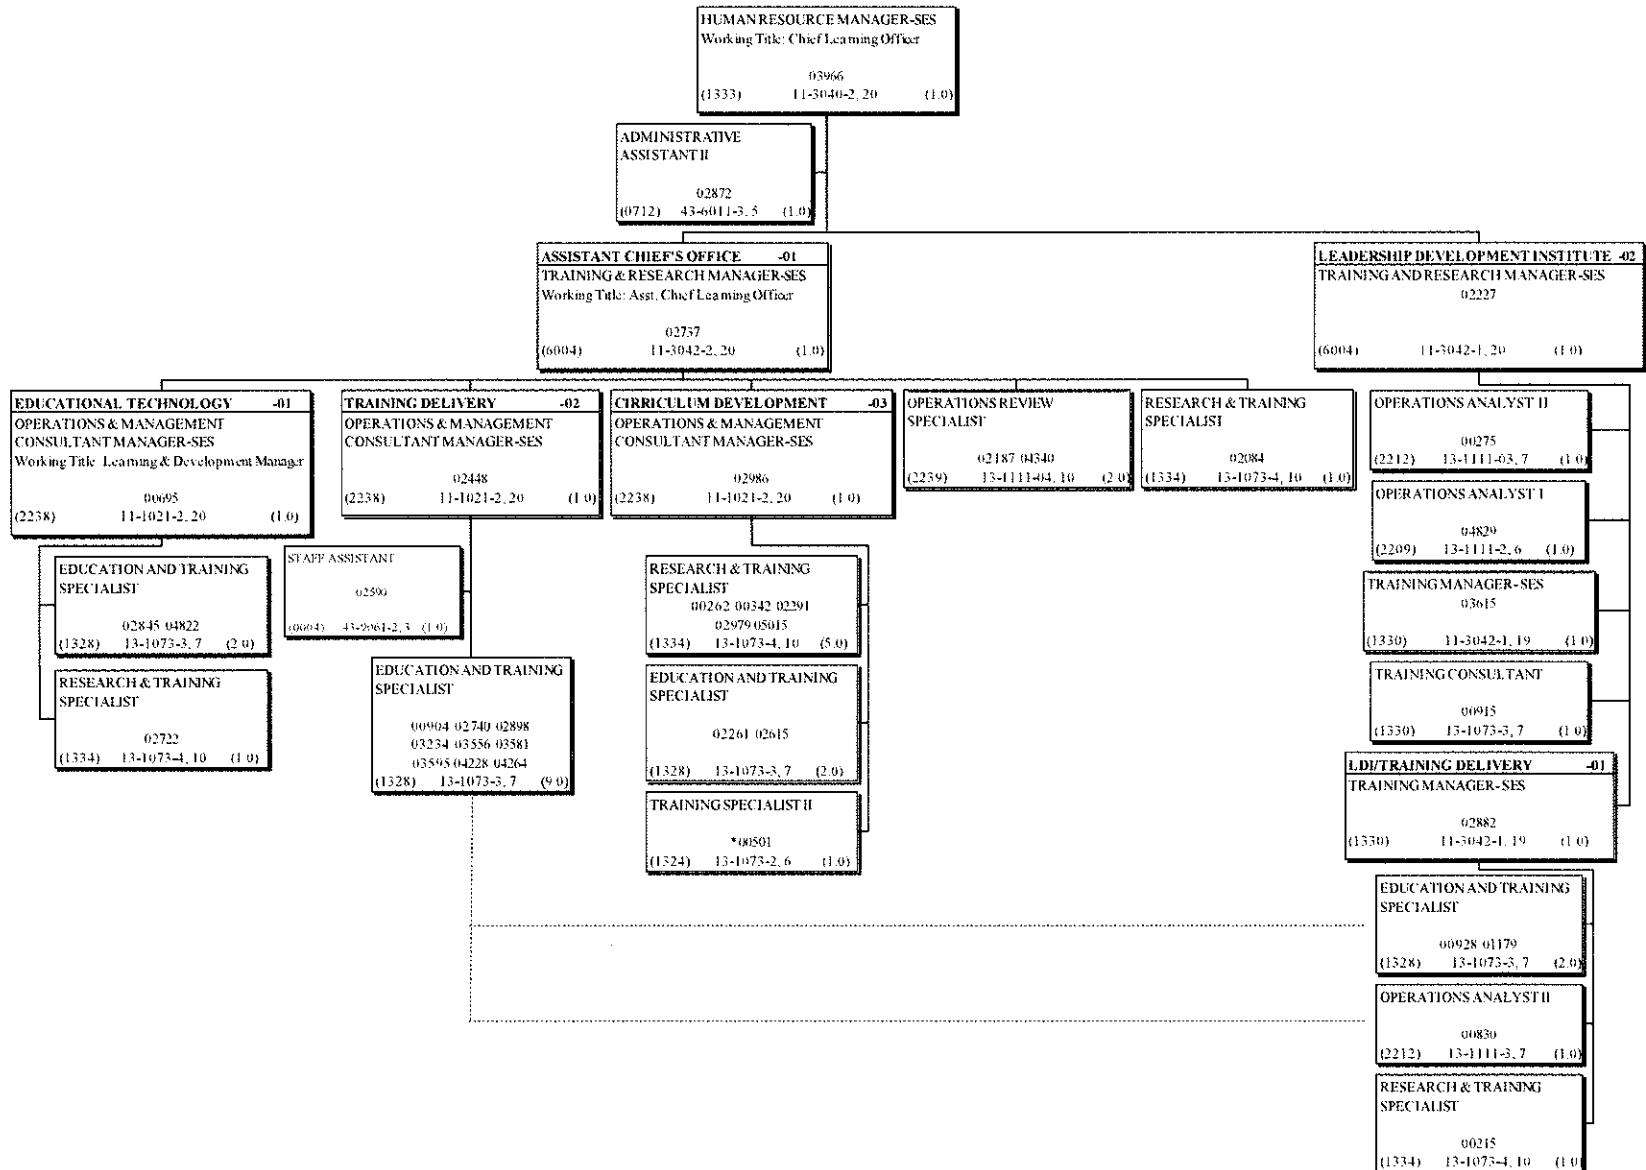 HUMAN RESOURCE MANAGER-SES
Working Title: Chief Learning Officer
03966
(1333) 11-3040-2, 20 (1.0)
ADMINISTRATIVE
ASSISTANT II
02872
(0712) 43-6011-3, 5 (1.0)
ASSISTANT CHIEF'S OFFICE -01
TRAINING & RESEARCH MANAGER-SES
Working Title: Asst. Chief Learning Officer
02737
(6004) 11-3042-2, 20 (1.0)
LEADERSHIP DEVELOPMENT INSTITUTE -02
TRAINING AND RESEARCH MANAGER-SES
02227
(6004) 11-3042-1, 20 (1.0)
EDUCATIONAL TECHNOLOGY -01
OPERATIONS & MANAGEMENT
CONSULTANT MANAGER-SES
Working Title Learning & Development Manager
00695
(2238) 11-1021-2, 20 (1.0)
TRAINING DELIVERY -02
OPERATIONS & MANAGEMENT
CONSULTANT MANAGER-SES
02448
(2238) 11-1021-2, 20 (1.0)
CIRRICULUM DEVELOPMENT -03
OPERATIONS & MANAGEMENT
CONSULTANT MANAGER-SES
02986
(2238) 11-1021-2, 20 (1.0)
OPERATIONS REVIEW
SPECIALIST
02187 04340
(2239) 13-1111-04, 10 (2.0)
RESEARCH & TRAINING
SPECIALIST
02084
(1334) 13-1073-4, 10 (1.0)
EDUCATION AND TRAINING
SPECIALIST
02845 04822
(1328) 13-1073-3, 7 (2.0)
RESEARCH & TRAINING
SPECIALIST
02722
(1334) 13-1073-4, 10 (1.0)
STAFF ASSISTANT
02590
(0604) 43-9061-2, 3 (1.0)
EDUCATION AND TRAINING
SPECIALIST
00904 02740 02898
03234 03556 03581
03595 04228 04264
(1328) 13-1073-3, 7 (9.0)
RESEARCH & TRAINING
SPECIALIST
00262 00342 02291
02979 05015
(1334) 13-1073-4, 10 (5.0)
EDUCATION AND TRAINING
SPECIALIST
02261 02615
(1328) 13-1073-3, 7 (2.0)
TRAINING SPECIALIST II
*00501
(1324) 13-1073-2, 6 (1.0)
OPERATIONS ANALYST II
00275
(2212) 13-1111-03, 7 (1.0)
OPERATIONS ANALYST I
04829
(2209) 13-1111-2, 6 (1.0)
TRAINING MANAGER-SES
03615
(1330) 11-3042-1, 19 (1.0)
TRAINING CONSULTANT
00915
(1330) 13-1073-3, 7 (1.0)
LDI/TRAINING DELIVERY -01
TRAINING MANAGER-SES
02882
(1330) 11-3042-1, 19 (1.0)
EDUCATION AND TRAINING
SPECIALIST
00928 01179
(1328) 13-1073-3, 7 (2.0)
OPERATIONS ANALYST II
00830
(2212) 13-1111-3, 7 (1.0)
RESEARCH & TRAINING
SPECIALIST
00215
(1334) 13-1073-4, 10 (1.0)